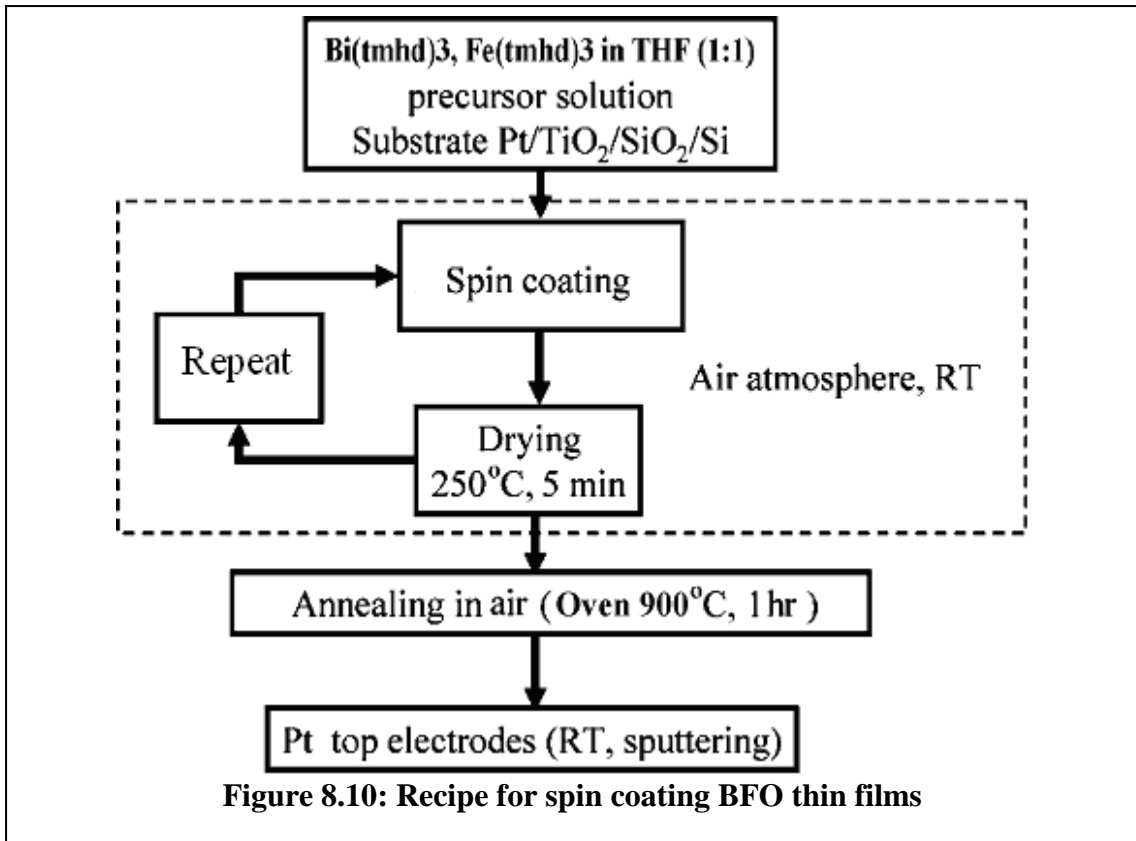 Bi(tmhd)3, Fe(tmhd)3 in THF (1:1)
precursor solution
Substrate Pt/TiO₂/SiO₂/Si
Spin coating
Repeat
Air atmosphere, RT
Drying
250°C, 5 min
Annealing in air (Oven 900°C, 1hr )
Pt top electrodes (RT, sputtering)
Figure 8.10: Recipe for spin coating BFO thin films